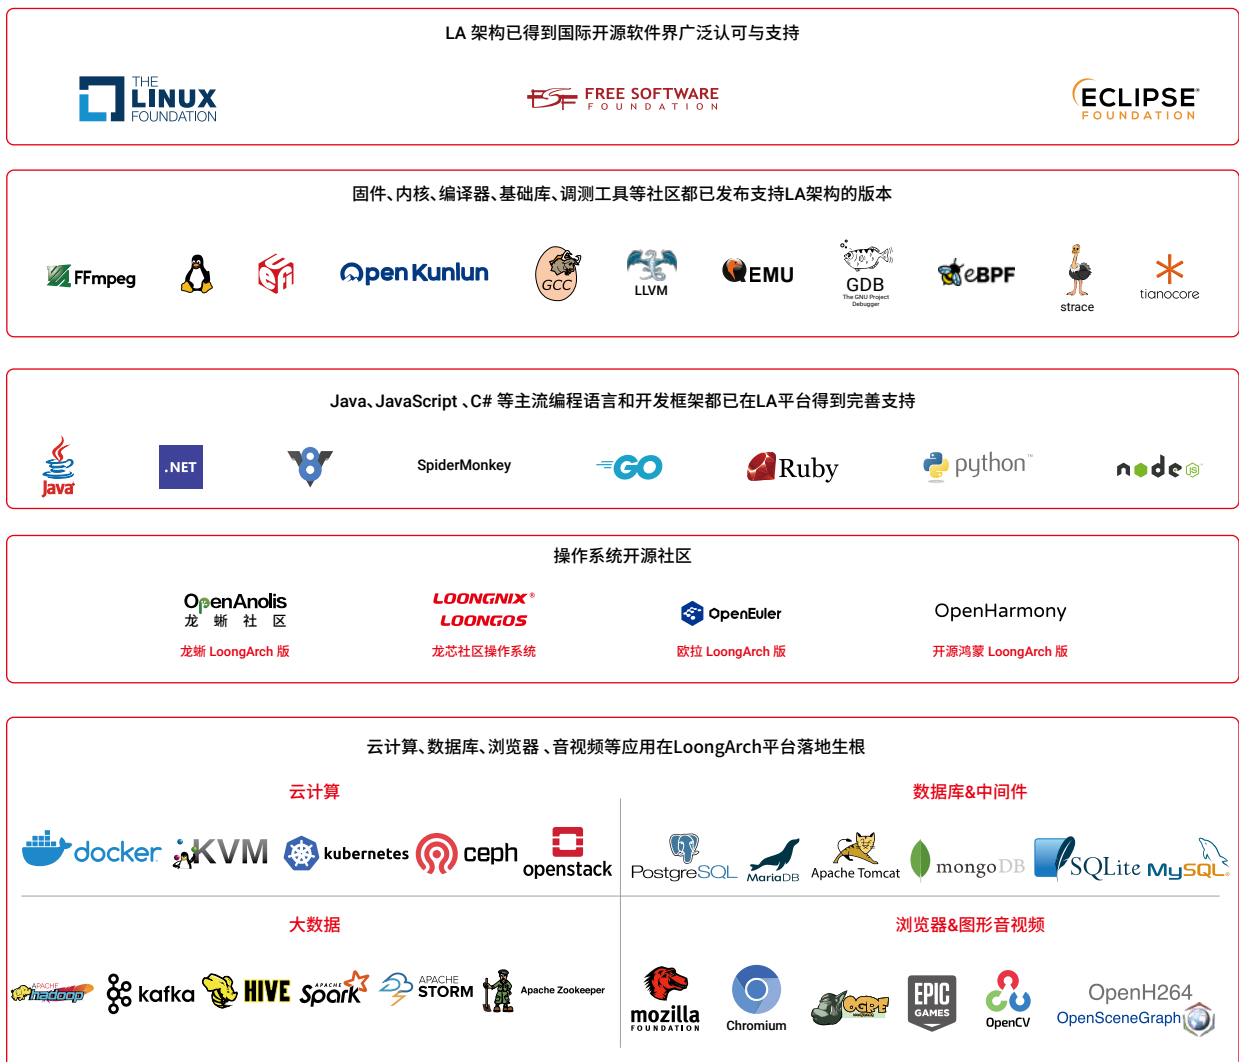 LA 架构已得到国际开源软件界广泛认可与支持
THE
LINUX
FOUNDATION
FSF
FREE SOFTWARE
FOUNDATION
ECLIPSE®
FOUNDATION
固件、内核、编译器、基础库、调测工具等社区都已发布支持LA架构的版本
FFmpeg
UEFI
Open Kunlun
GCC
LLVM
QEMU
GDB
The GNU Project
Debugger
eBPF
strace
tianocore
Java、JavaScript 、C# 等主流编程语言和开发框架都已在LA平台得到完善支持
Java
.NET
V8
SpiderMonkey
GO
Ruby
python™
node JS
操作系统开源社区
OpenAnolis
龙 蜥 社 区
龙蜥 LoongArch 版
LOONGNIX®
LOONGOS
龙芯社区操作系统
OpenEuler
欧拉 LoongArch 版
OpenHarmony
开源鸿蒙 LoongArch 版
云计算、数据库、浏览器 、音视频等应用在LoongArch平台落地生根
云计算
docker
KVM
kubernetes
ceph
openstack
数据库&中间件
PostgreSQL
MariaDB
Apache Tomcat
mongoDB
SQLite
MySQL®
大数据
APACHE
hadoop
kafka
HIVE
APACHE
Spark
APACHE
STORM
Apache Zookeeper
浏览器&图形音视频
mozilla
FOUNDATION
Chromium
OGRE
EPIC
GAMES
OpenCV
OpenH264
OpenSceneGraph